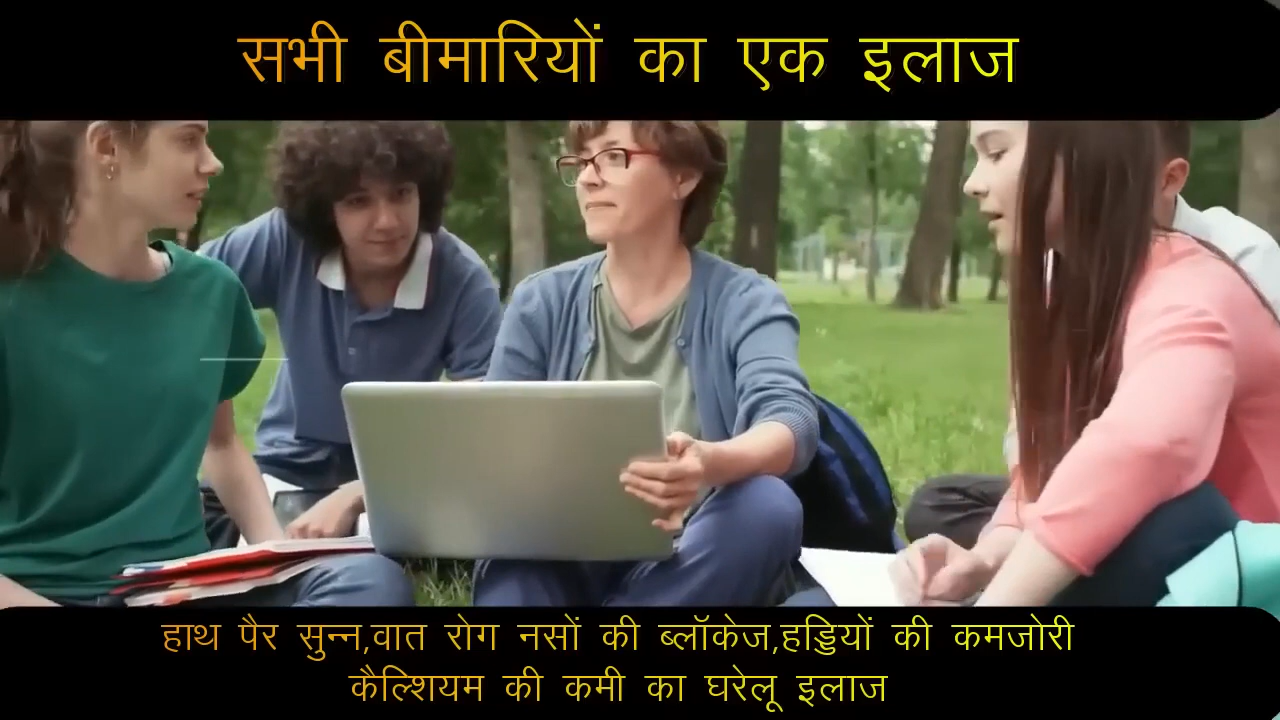 सभी बीमारियों का एक इलाज
हाथ पैर सुन्न,वात रोग नसों की ब्लॉकेज,हड्डियों की कमजोरी
कैल्शियम की कमी का घरेलू इलाज